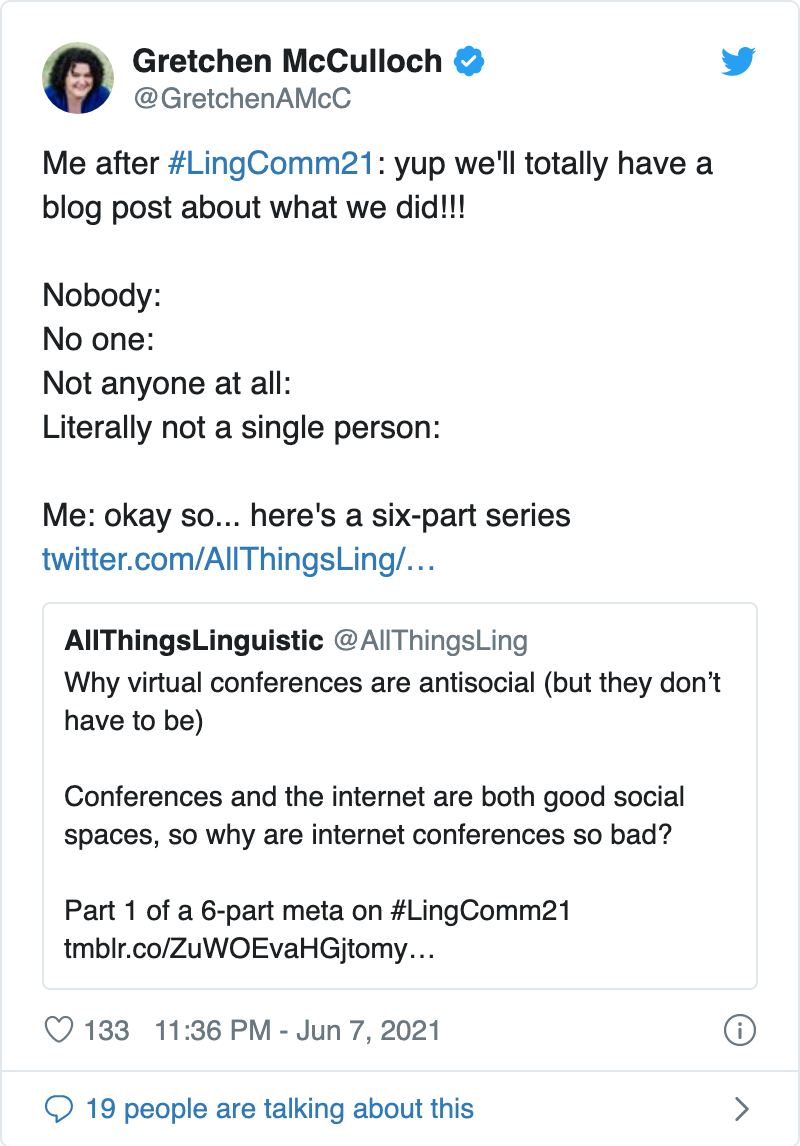 Gretchen McCulloch
@GretchenAMcC
Me after #LingComm21: yup we'll totally have a
blog post about what we did!!!
Nobody:
No one:
Not anyone at all:
Literally not a single person:
Me: okay so... here's a six-part series
twitter.com/AllThingsLing/…
AllThingsLinguistic @AllThingsLing
Why virtual conferences are antisocial (but they don’t
have to be)
Conferences and the internet are both good social
spaces, so why are internet conferences so bad?
Part 1 of a 6-part meta on #LingComm21
tmblr.co/ZuWOEvaHGjtomy…
133 11:36 PM - Jun 7, 2021
19 people are talking about this